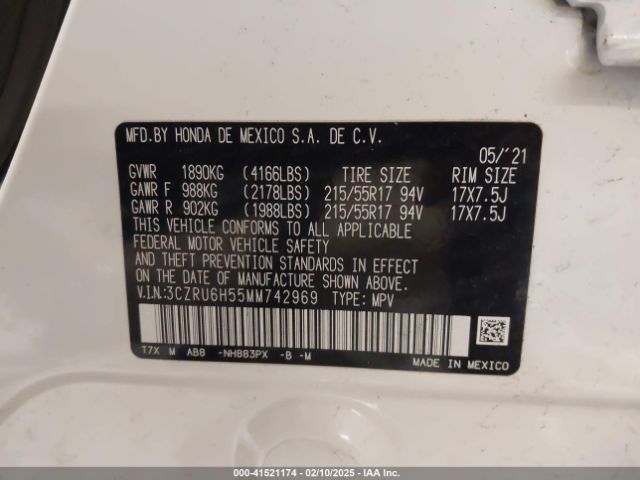 MFD.BY HONDA DE MEXICO S.A. DE C.V.
05/'21
GVWR 1890KG (4166LBS) TIRE SIZE RIM SIZE
GAWR F 988KG (2178LBS) 215/55R17 94V 17X7.5J
GAWR R 902KG (1988LBS) 215/55R17 94V 17X7.5J
THIS VEHICLE CONFORMS TO ALL APPLICABLE
FEDERAL MOTOR VEHICLE SAFETY
AND THEFT PREVENTION STANDARDS IN EFFECT
ON THE DATE OF MANUFACTURE SHOWN ABOVE.
V.I.N.:3CZRU6H55MM742969 TYPE: MPV
T7X M AB8 -NH883PX -B -M
MADE IN MEXICO
000-41521174 - 02/10/2025 - IAA Inc.